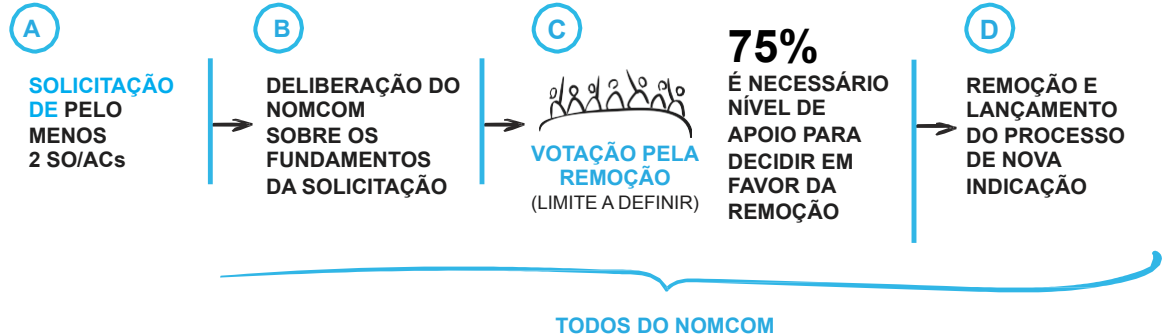 A
SOLICITAÇÃO
DE PELO
MENOS
2 SO/ACs
B
DELIBERAÇÃO DO
NOMCOM
SOBRE OS
FUNDAMENTOS
DA SOLICITAÇÃO
C
VOTAÇÃO PELA
REMOÇÃO
(LIMITE A DEFINIR)
75%
É NECESSÁRIO
NÍVEL DE
APOIO PARA
DECIDIR EM
FAVOR DA
REMOÇÃO
D
REMOÇÃO E
LANÇAMENTO
DO PROCESSO
DE NOVA
INDICAÇÃO
TODOS DO NOMCOM